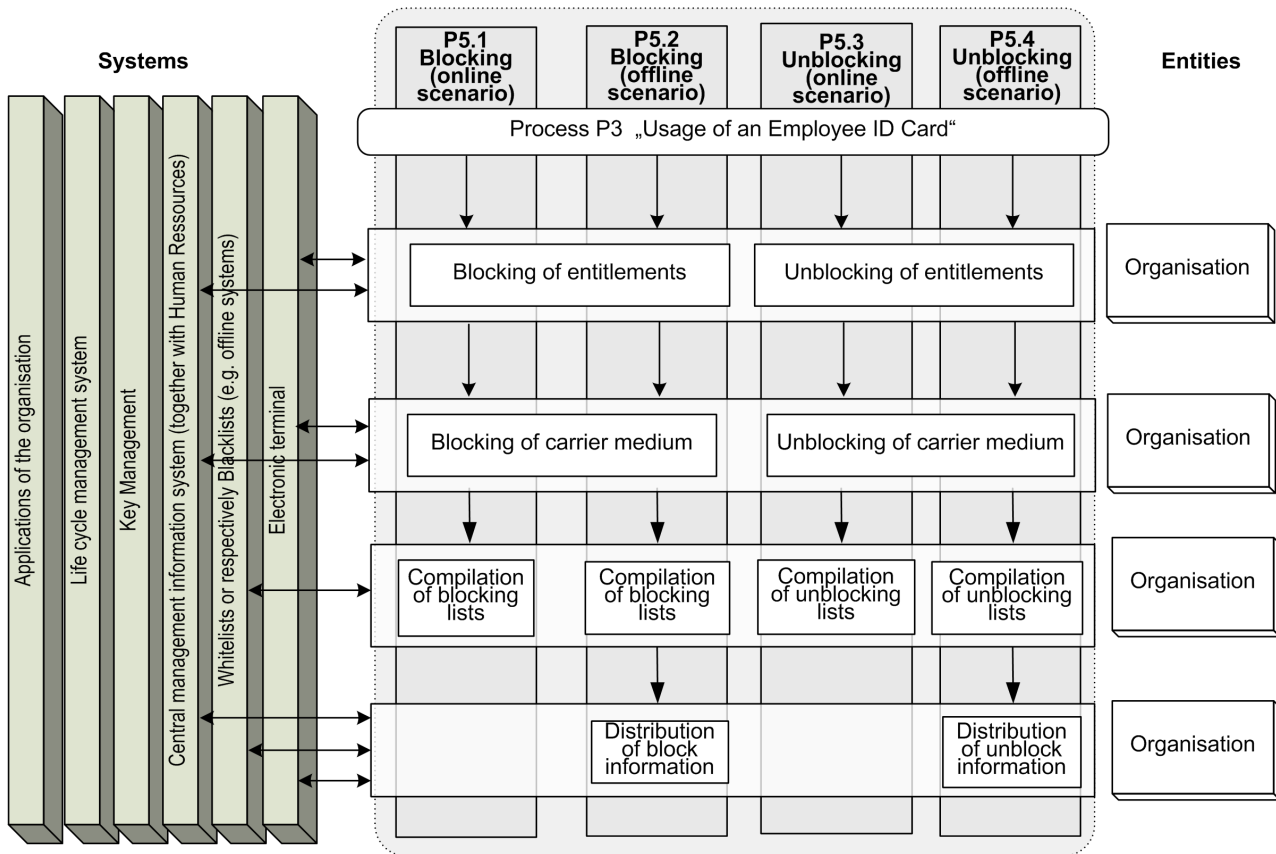 Systems
P5.1
Blocking
(online
scenario)
P5.2
Blocking
(offline
scenario)
P5.3
Unblocking
(online
scenario)
P5.4
Unblocking
(offline
scenario)
Entities
Process P3 „Usage of an Employee ID Card“
Applications of the organisation
Life cycle management system
Key Management
Central management information system (together with Human Ressources)
Whitelists or respectively Blacklists (e.g. offline systems)
Electronic terminal
Blocking of entitlements
Unblocking of entitlements
Organisation
Blocking of carrier medium
Unblocking of carrier medium
Organisation
Compilation
of blocking
lists
Compilation
of blocking
lists
Compilation
of unblocking
lists
Compilation
of unblocking
lists
Organisation
Distribution
of block
information
Distribution
of unblock
information
Organisation